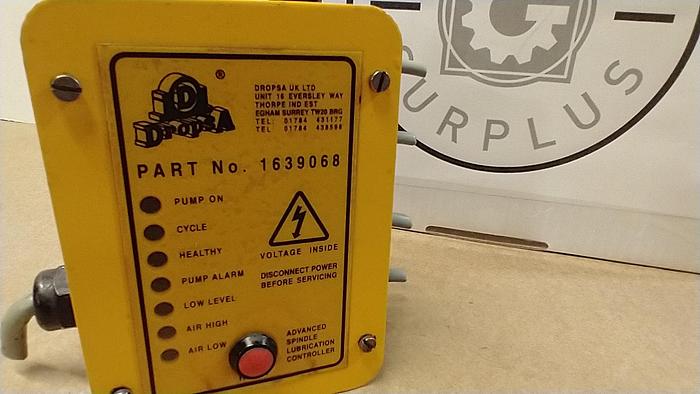 G
SURPLUS
®
D
DROPSA
DROPSA UK LTD
UNIT 16 EVERSLEY WAY
THORPE IND EST
EGHAM SURREY TW20 8RG
TEL: 01784 431177
TEL 01784 438598
PART No. 1639068
PUMP ON
CYCLE
HEALTHY
PUMP ALARM
LOW LEVEL
AIR HIGH
AIR LOW
VOLTAGE INSIDE
DISCONNECT POWER
BEFORE SERVICING
ADVANCED
SPINDLE
LUBRICATION
CONTROLLER